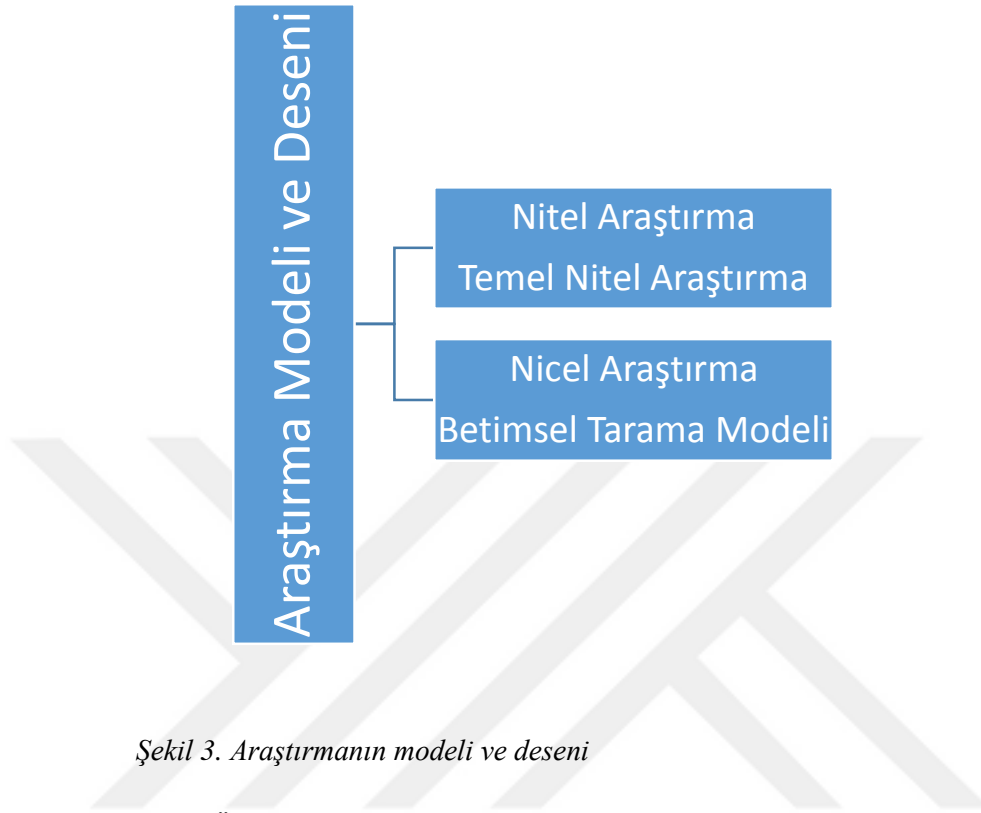 Araştırma Modeli ve Deseni
Nitel Araştırma
Temel Nitel Araştırma
Nicel Araştırma
Betimsel Tarama Modeli
Şekil 3. Araştırmanın modeli ve deseni